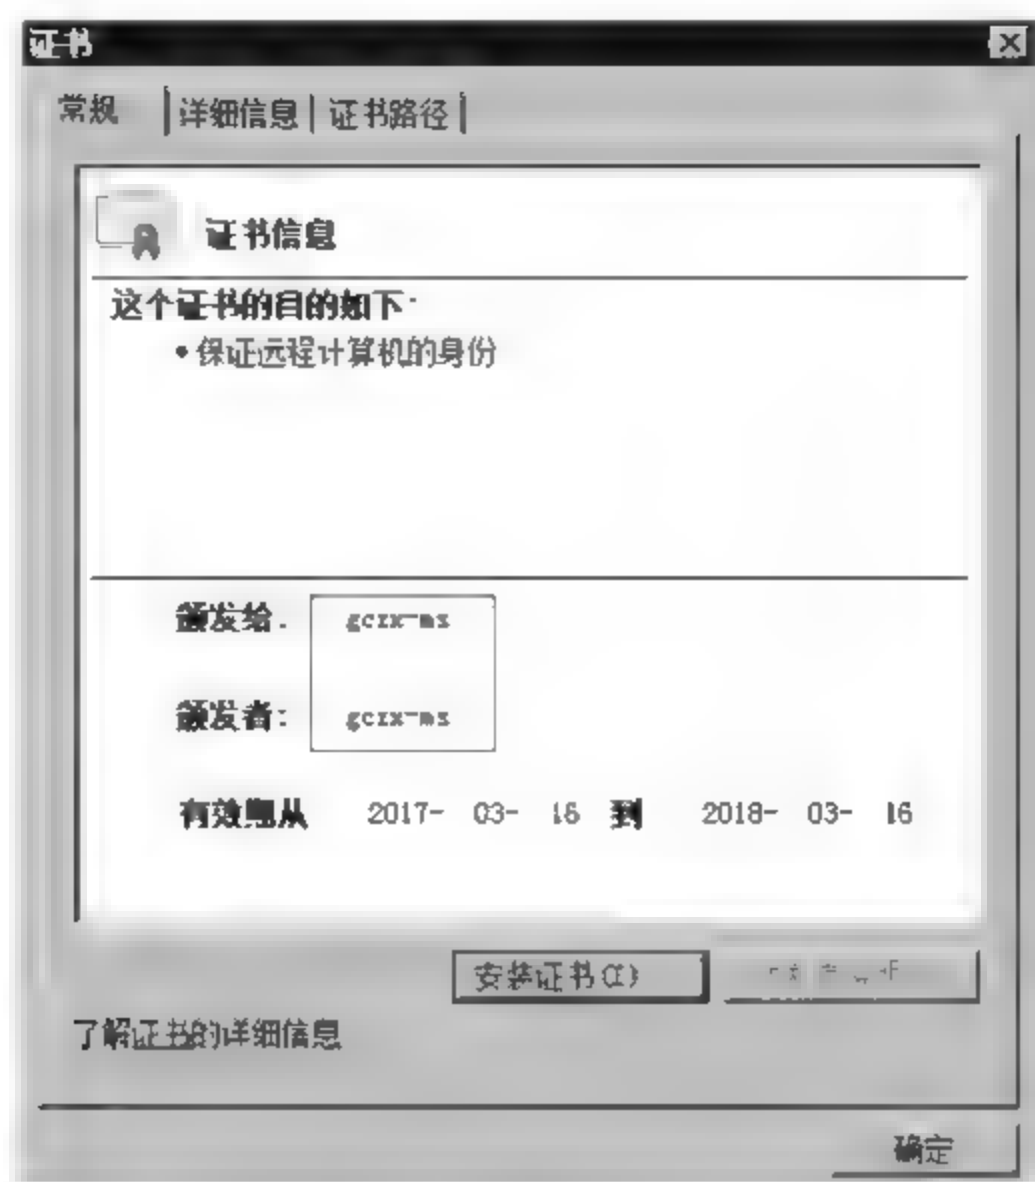 证书
常规 详细信息 证书路径
证书信息
这个证书的目的如下:
•保证远程计算机的身份
颁发给: gczx-ms
颁发者: gczx-ms
有效期从 2017- 03- 16 到 2018- 03- 16
安装证书(I)
了解证书的详细信息
确定